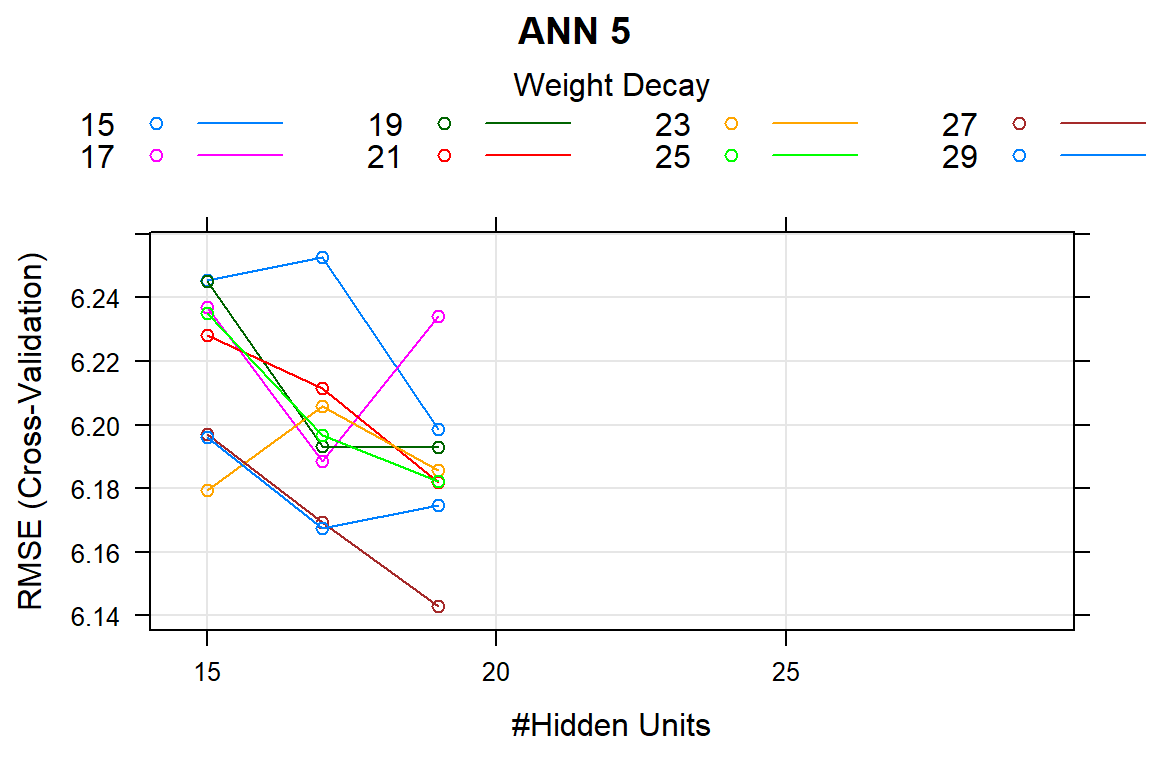 ANN 5
Weight Decay
15 19 23 27
17 21 25 29
RMSE (Cross-Validation)
6.24
6.22
6.20
6.18
6.16
6.14
15 20 25
#Hidden Units